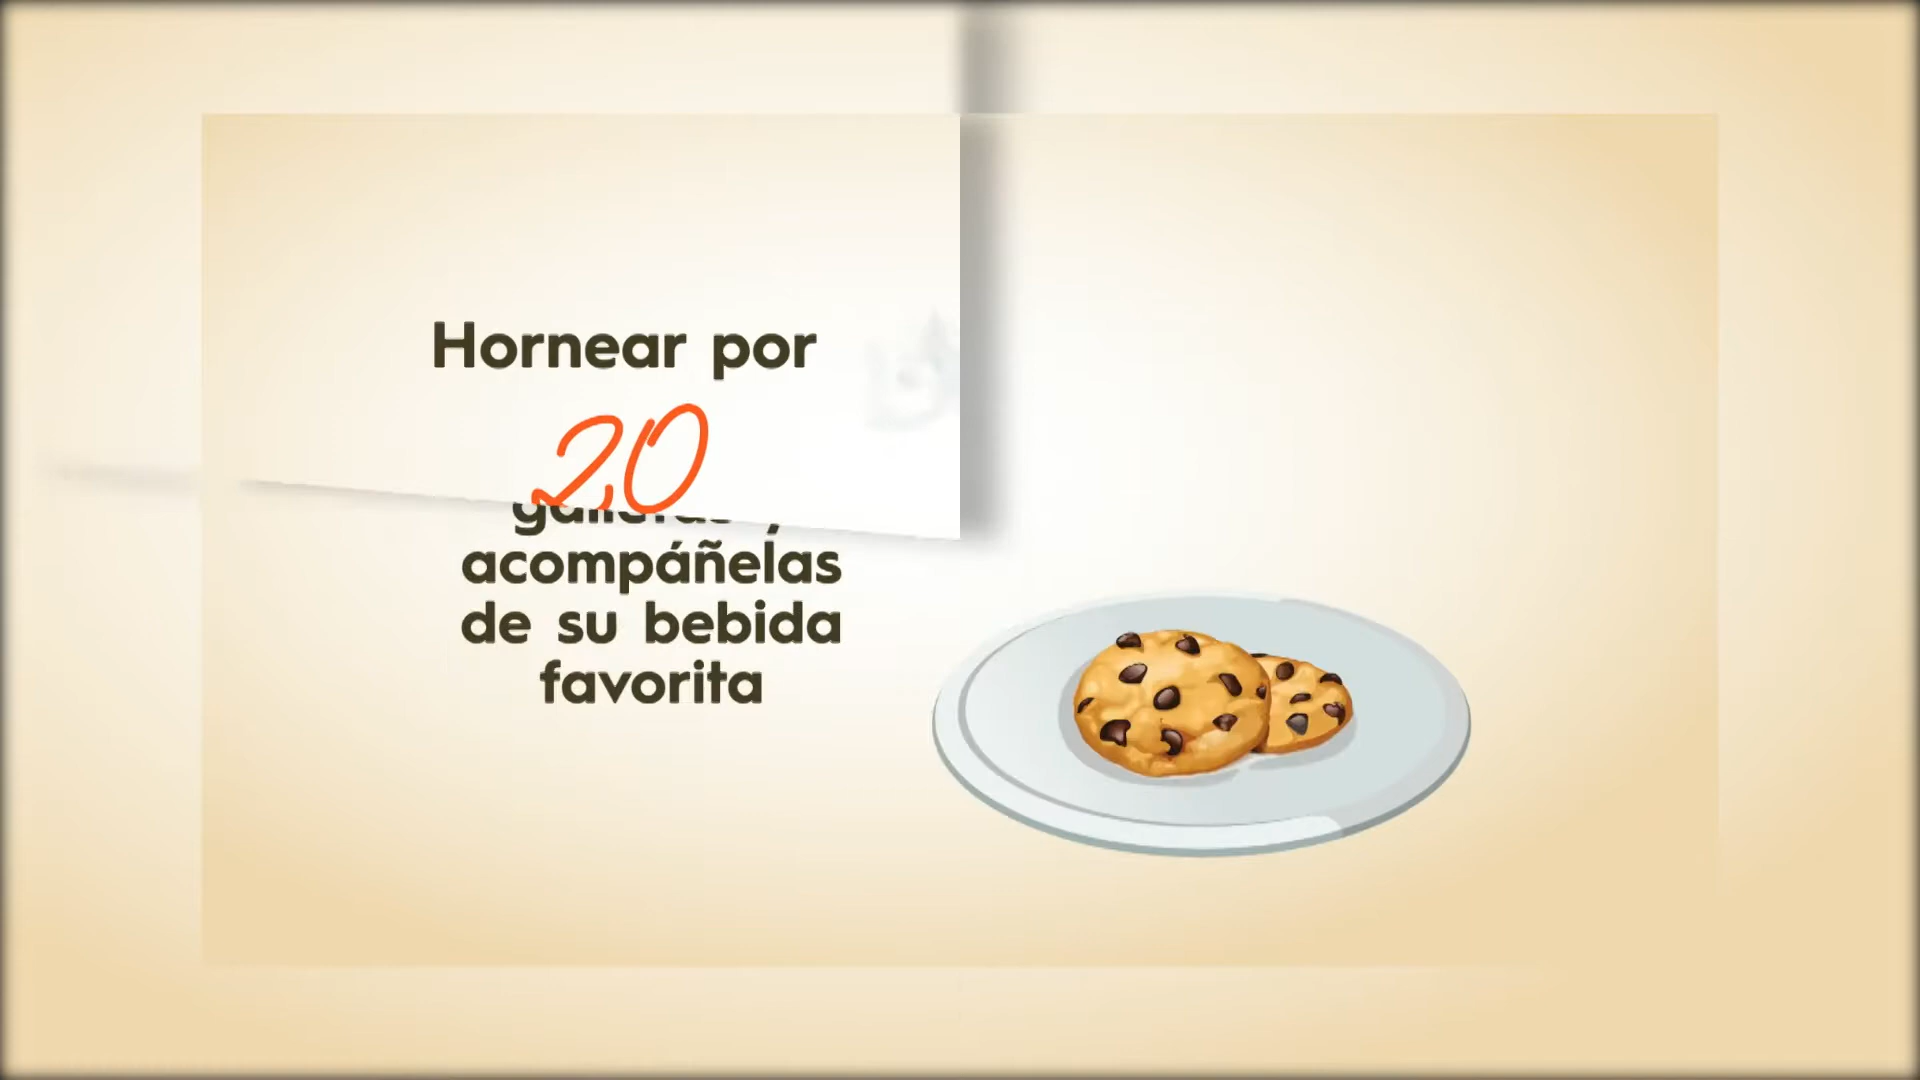 Hornear por
20
acompáñelas
de su bebida
favorita